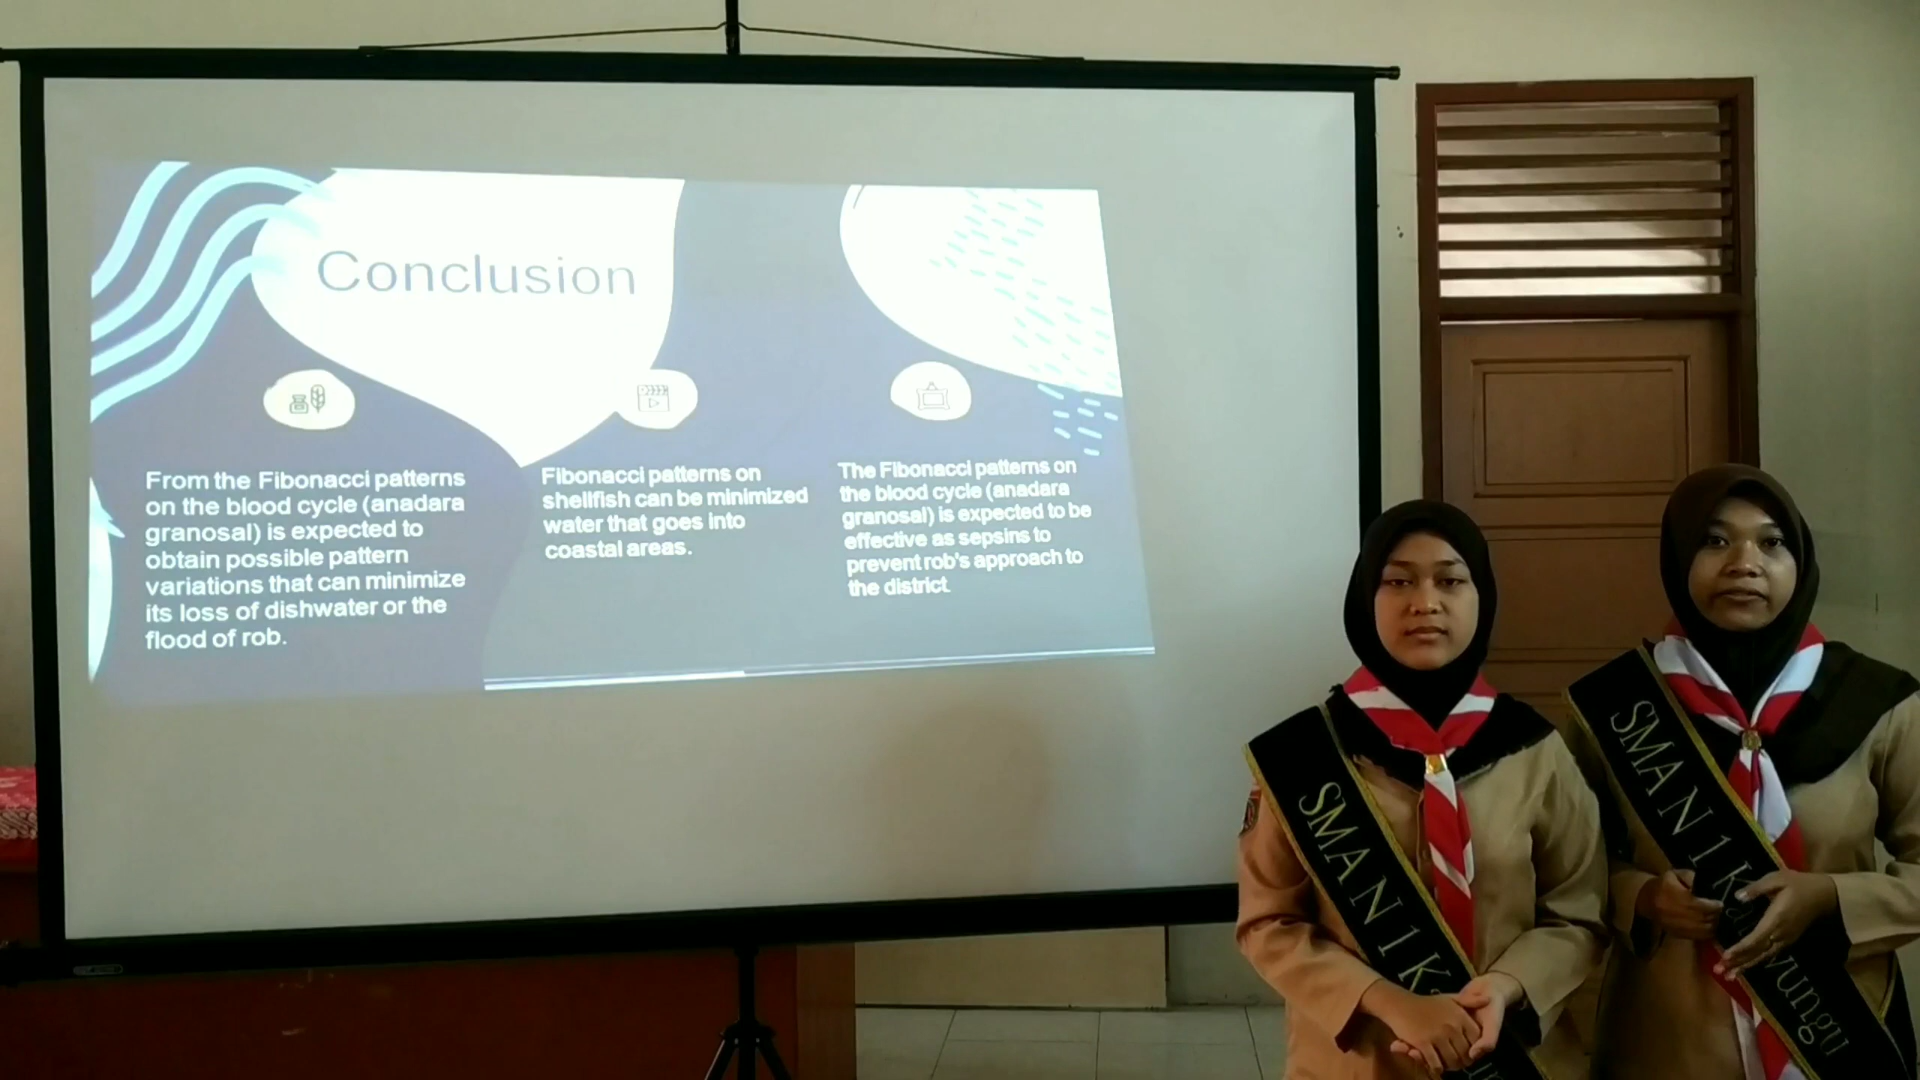 Conclusion
From the Fibonacci patterns
on the blood cycle (anadara
granosal) is expected to
obtain possible pattern
variations that can minimize
its loss of dishwater or the
flood of rob.
Fibonacci patterns on
shellfish can be minimized
water that goes into
coastal areas.
The Fibonacci patterns on
the blood cycle (anadara
granosal) is expected to be
effective as sepsins to
prevent rob's approach to
the district.
SMA N 1 K
SMA N 1 Ka wungu